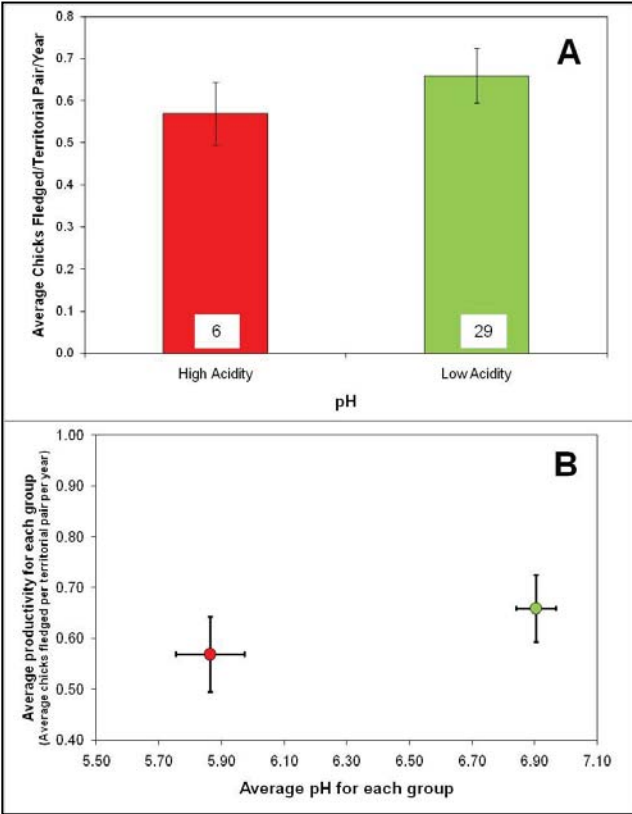 A
Average Chicks Fledged/Territorial Pair/Year
0.8
0.7
0.6
0.5
0.4
0.3
0.2
0.1
0.0
6
29
High Acidity
Low Acidity
pH
B
Average productivity for each group
(Average chicks fledged per territorial pair per year)
1.00
0.90
0.80
0.70
0.60
0.50
0.40
5.50 5.70 5.90 6.10 6.30 6.50 6.70 6.90 7.10
Average pH for each group